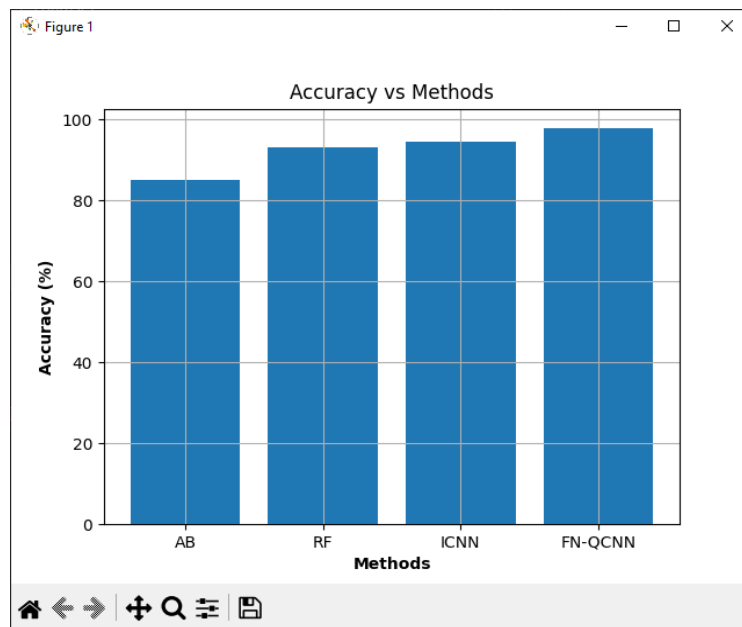 Figure 1
Accuracy vs Methods
100
80
60
40
20
0
Accuracy (%)
AB RF ICNN FN-QCNN
Methods